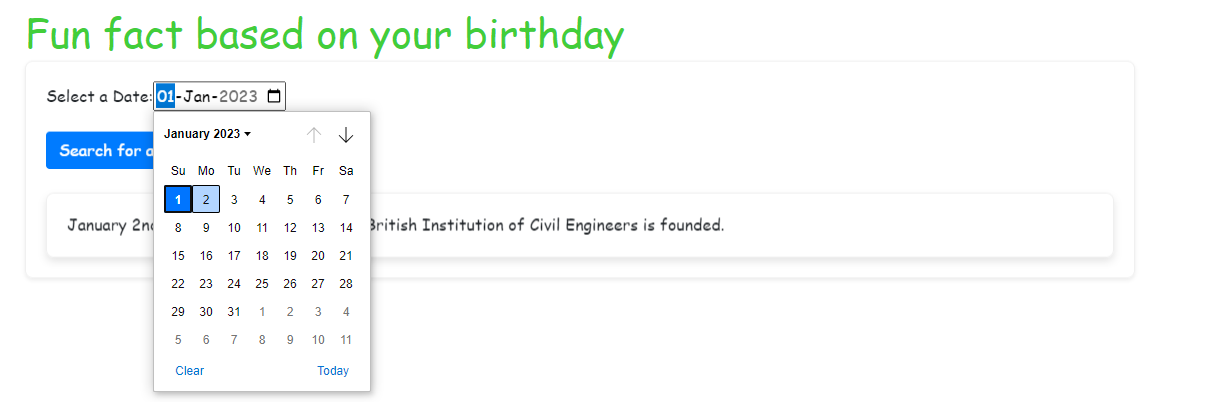 Fun fact based on your birthday
Select a Date: 01-Jan-2023
January 2023
Search for a
Su Mo Tu We Th Fr Sa
1 2 3 4 5 6 7
8 9 10 11 12 13 14
15 16 17 18 19 20 21
22 23 24 25 26 27 28
29 30 31 1 2 3 4
5 6 7 8 9 10 11
Clear Today
January 2n British Institution of Civil Engineers is founded.